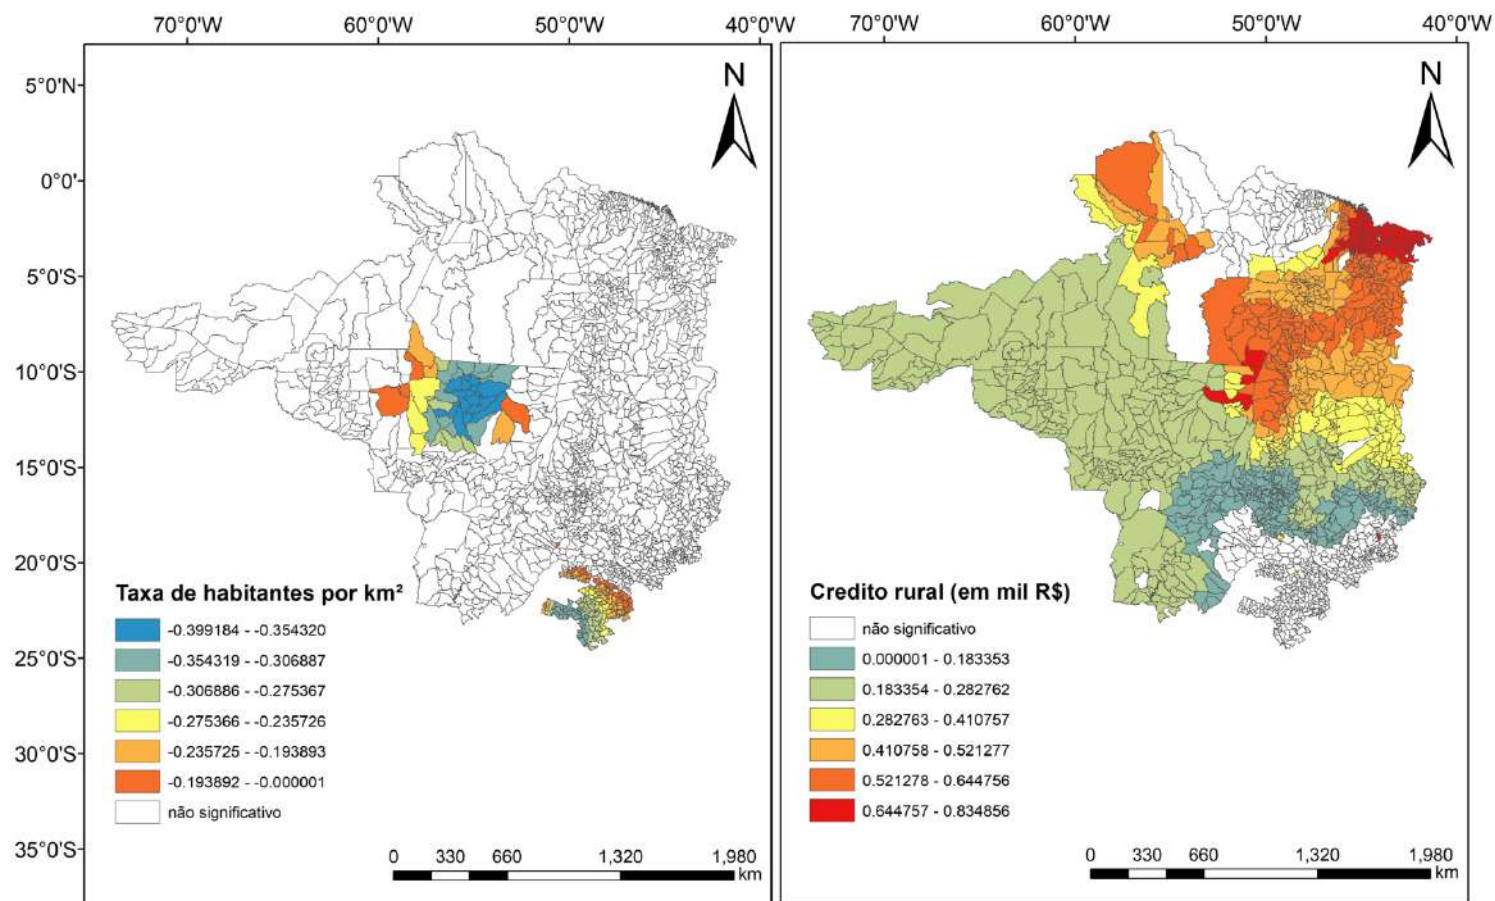 70°0'W 60°0'W 50°0'W 40°0'W
70°0'W 60°0'W 50°0'W 40°0'W
5°0'N
0°0'
5°0'S
10°0'S
15°0'S
20°0'S
25°0'S
30°0'S
35°0'S
N
Taxa de habitantes por km²
-0.399184 - -0.354320
-0.354319 - -0.306887
-0.306886 - -0.275367
-0.275366 - -0.235726
-0.235725 - -0.193893
-0.193892 - -0.000001
não significativo
0 330 660 1,320 1,980
km
N
Credito rural (em mil R$)
não significativo
0.000001 - 0.183353
0.183354 - 0.282762
0.282763 - 0.410757
0.410758 - 0.521277
0.521278 - 0.644756
0.644757 - 0.834856
0 330 660 1,320 1,980
km